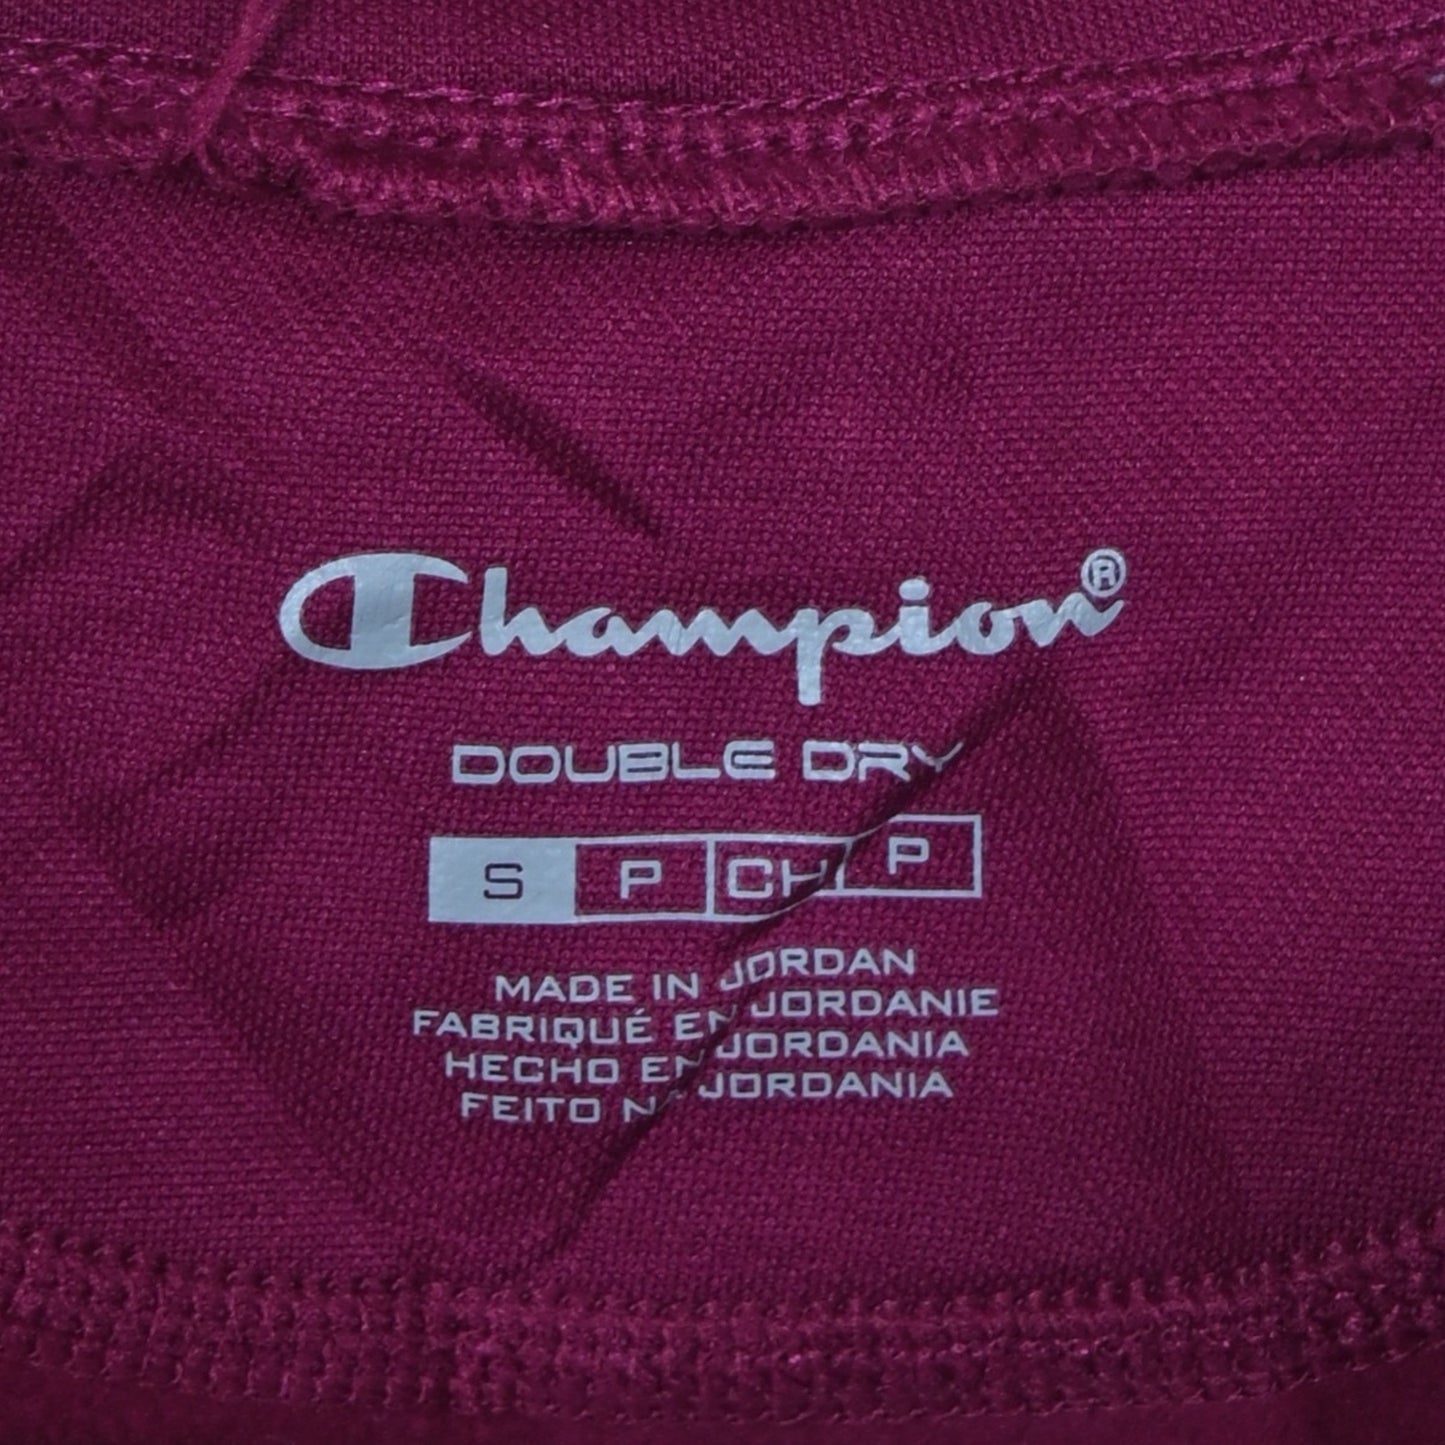 Champion®
DOUBLE DRY
S P CH P
MADE IN JORDAN
FABRIQUÉ EN JORDANIE
HECHO EN JORDANIA
FEITO NA JORDANIA